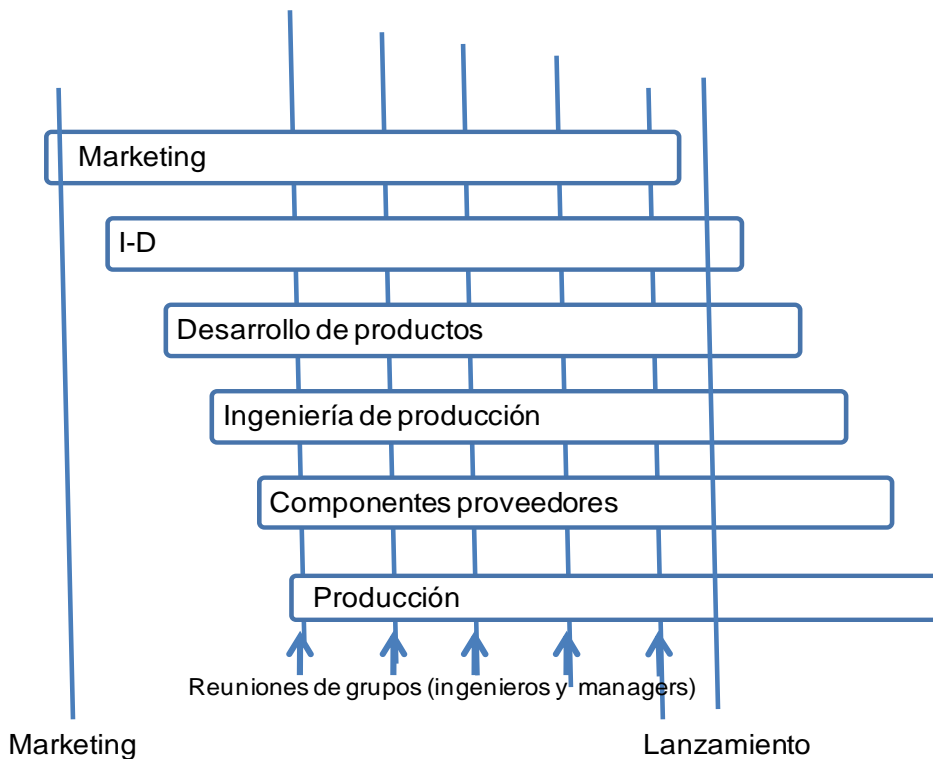 Marketing
I-D
Desarrollo de productos
Ingeniería de producción
Componentes proveedores
Producción
Reuniones de grupos (ingenieros y managers)
Marketing
Lanzamiento